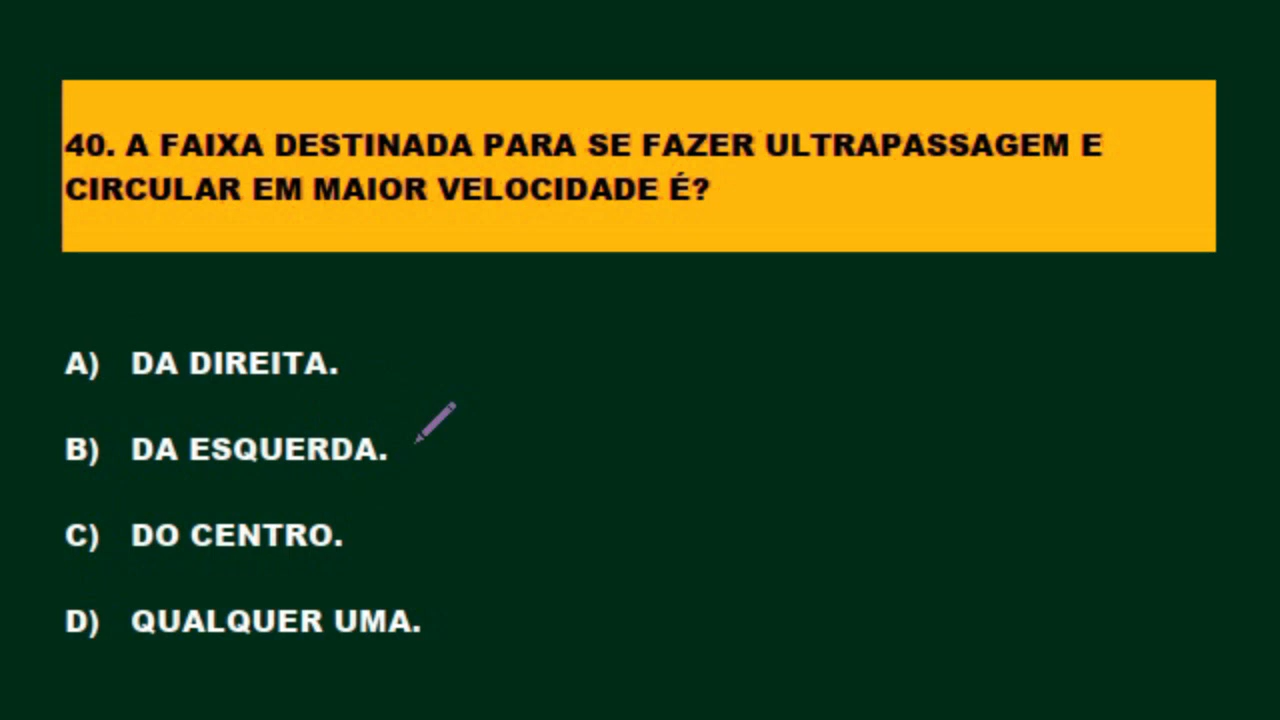 40. A FAIXA DESTINADA PARA SE FAZER ULTRAPASSAGEM E
CIRCULAR EM MAIOR VELOCIDADE É?
A) DA DIREITA.
B) DA ESQUERDA.
C) DO CENTRO.
D) QUALQUER UMA.